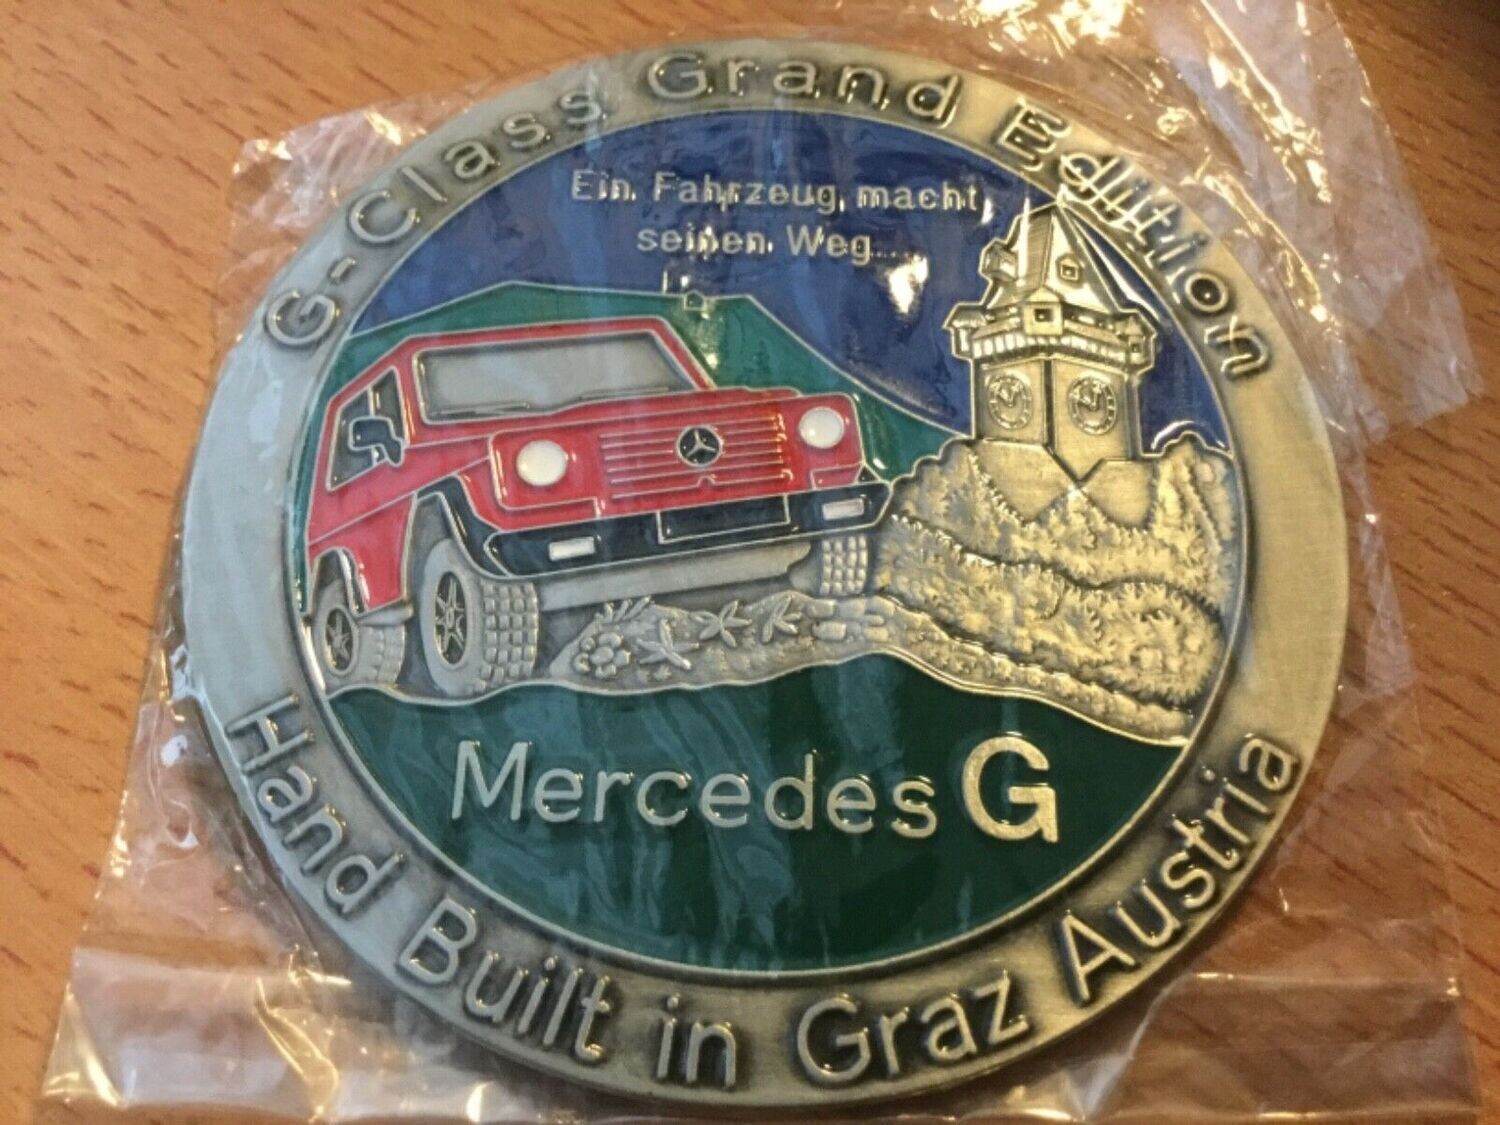 G-Class Grand Edition
Ein Fahrzeug macht
seinen Weg....
Mercedes G
Hand Built in Graz Austria